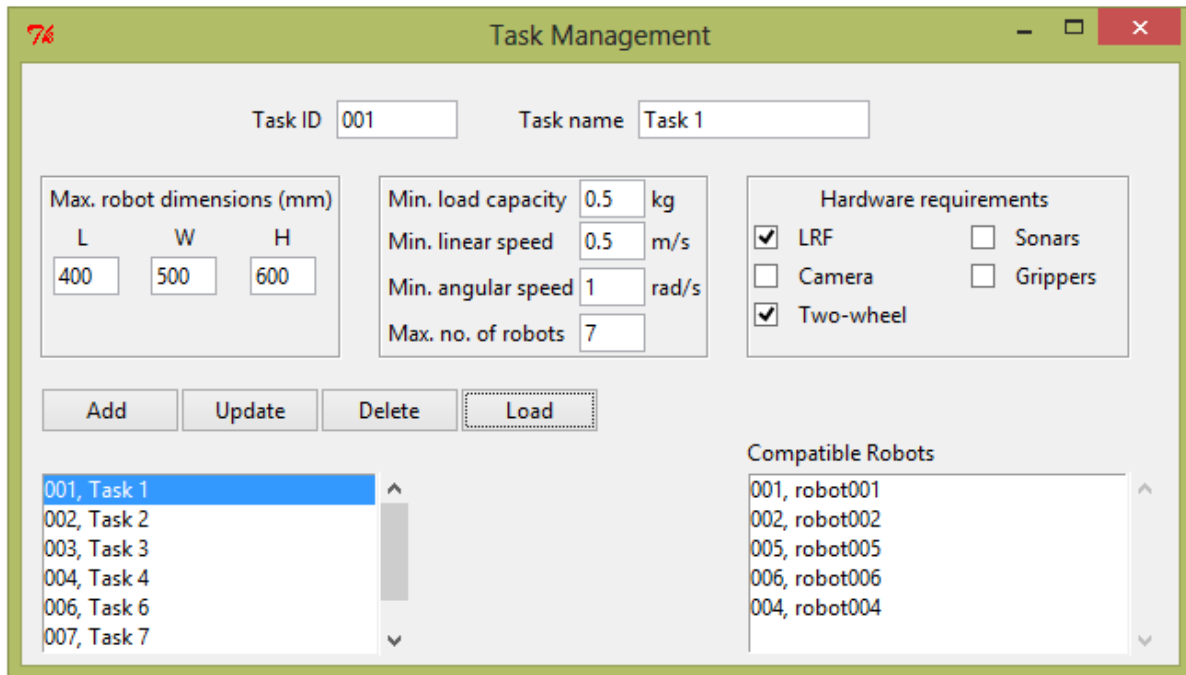 Task Management
Task ID 001 Task name Task 1
Max. robot dimensions (mm)
L W H
400 500 600
Min. load capacity 0.5 kg
Min. linear speed 0.5 m/s
Min. angular speed 1 rad/s
Max. no. of robots 7
Hardware requirements
LRF Sonars
Camera Grippers
Two-wheel
Add Update Delete Load
001, Task 1
002, Task 2
003, Task 3
004, Task 4
006, Task 6
007, Task 7
Compatible Robots
001, robot001
002, robot002
005, robot005
006, robot006
004, robot004